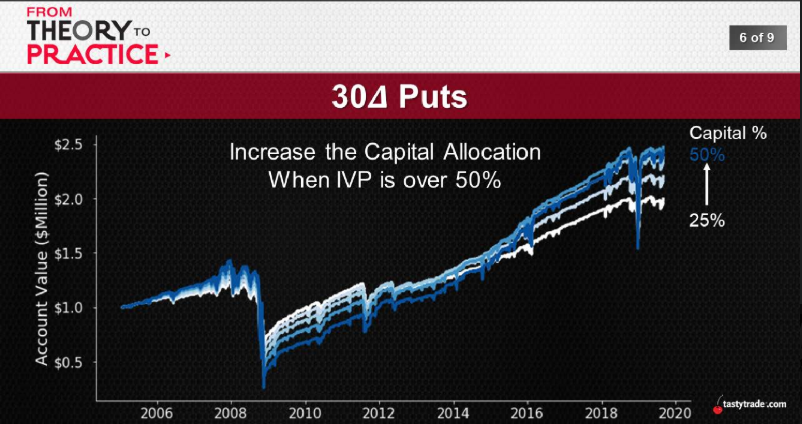 FROM
THEORY TO
PRACTICE
6 of 9
30Δ Puts
Increase the Capital Allocation
When IVP is over 50%
Capital %
50%
25%
Account Value ($Million)
$2.5
$2.0
$1.5
$1.0
$0.5
2006 2008 2010 2012 2014 2016 2018 2020
tastytrade.com